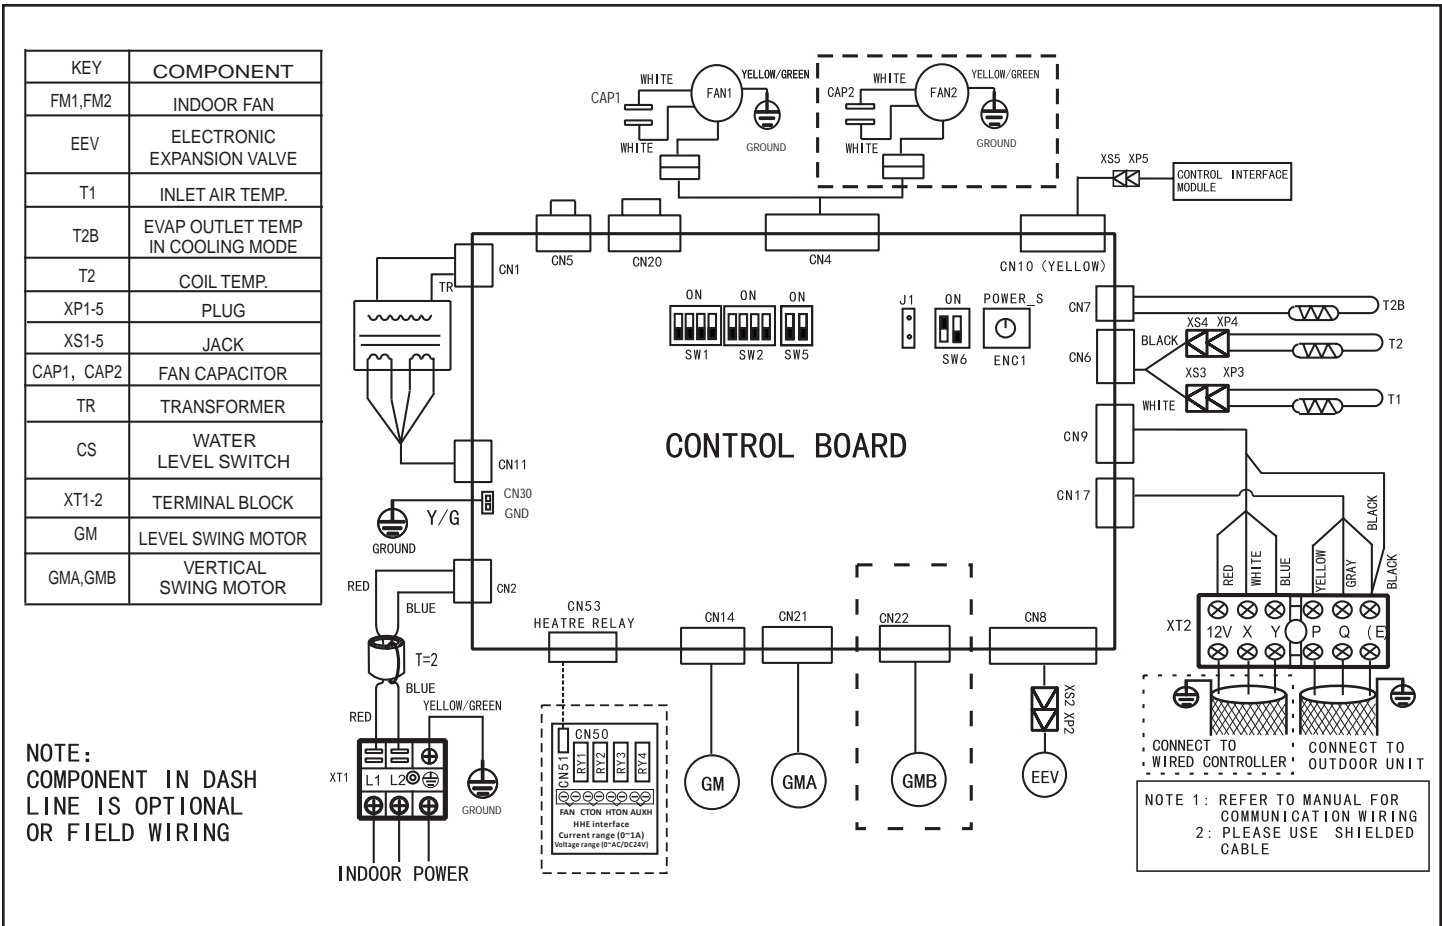 KEY COMPONENT
FM1,FM2 INDOOR FAN
EEV ELECTRONIC
EXPANSION VALVE
T1 INLET AIR TEMP.
T2B EVAP OUTLET TEMP
IN COOLING MODE
T2 COIL TEMP.
XP1-5 PLUG
XS1-5 JACK
CAP1, CAP2 FAN CAPACITOR
TR TRANSFORMER
CS WATER
LEVEL SWITCH
XT1-2 TERMINAL BLOCK
GM LEVEL SWING MOTOR
GMA,GMB VERTICAL
SWING MOTOR
NOTE:
COMPONENT IN DASH
LINE IS OPTIONAL
OR FIELD WIRING
WHITE
YELLOW/GREEN
CAP1
FAN1
WHITE
GROUND
WHITE
YELLOW/GREEN
CAP2
FAN2
WHITE
GROUND
XS5 XP5
CONTROL INTERFACE
MODULE
CN5
CN20
CN4
CN10 (YELLOW)
CN1
TR
ON
SW1
ON
SW2
ON
SW5
J1
ON
SW6
POWER_S
ENC1
CN7
T2B
CN6
BLACK
XS4 XP4
T2
XS3 XP3
WHITE
T1
CONTROL BOARD
CN9
CN11
CN30
GND
Y/G
GROUND
CN17
BLACK
RED
WHITE
BLUE
YELLOW
GRAY
BLACK
XT2
12V X Y P Q (E)
CONNECT TO
WIRED CONTROLLER
CONNECT TO
OUTDOOR UNIT
NOTE 1: REFER TO MANUAL FOR
COMMUNICATION WIRING
2: PLEASE USE SHIELDED
CABLE
RED
CN2
BLUE
T=2
BLUE
RED
YELLOW/GREEN
XT1
L1 L2
GROUND
INDOOR POWER
CN53
HEATRE RELAY
CN50
CN51
RY1 RY2 RY3 RY4
FAN CTON HTON AUXH
HHE interface
Current range (0~1A)
Voltage range (0~AC/DC24V)
CN14
GM
CN21
GMA
CN22
GMB
CN8
XS2 XP2
EEV